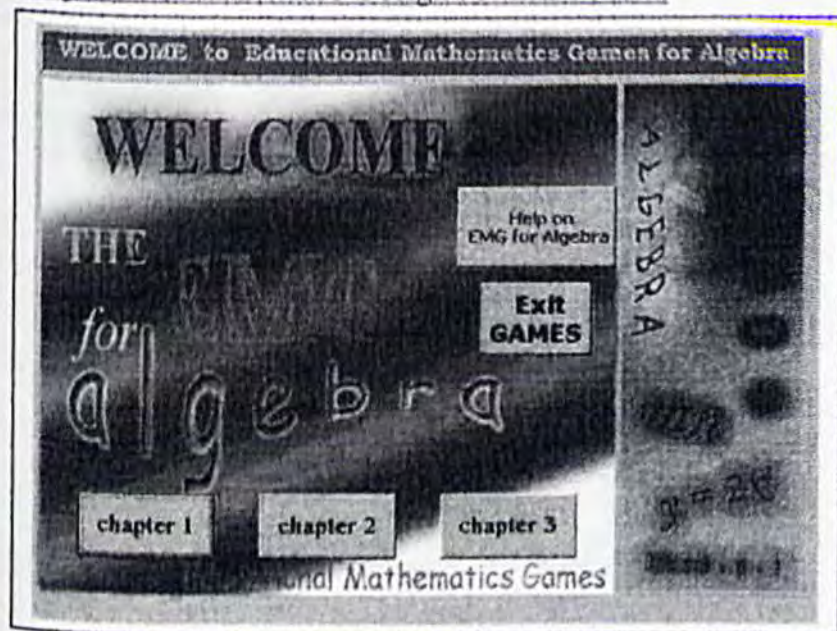 WELCOME to Educational Mathematics Games for Algebra
WELCOME
THE EMG
for
algebra
Help on
EMG for Algebra
Exit
GAMES
chapter 1
chapter 2
chapter 3
Mathematics Games
ALGEBRA